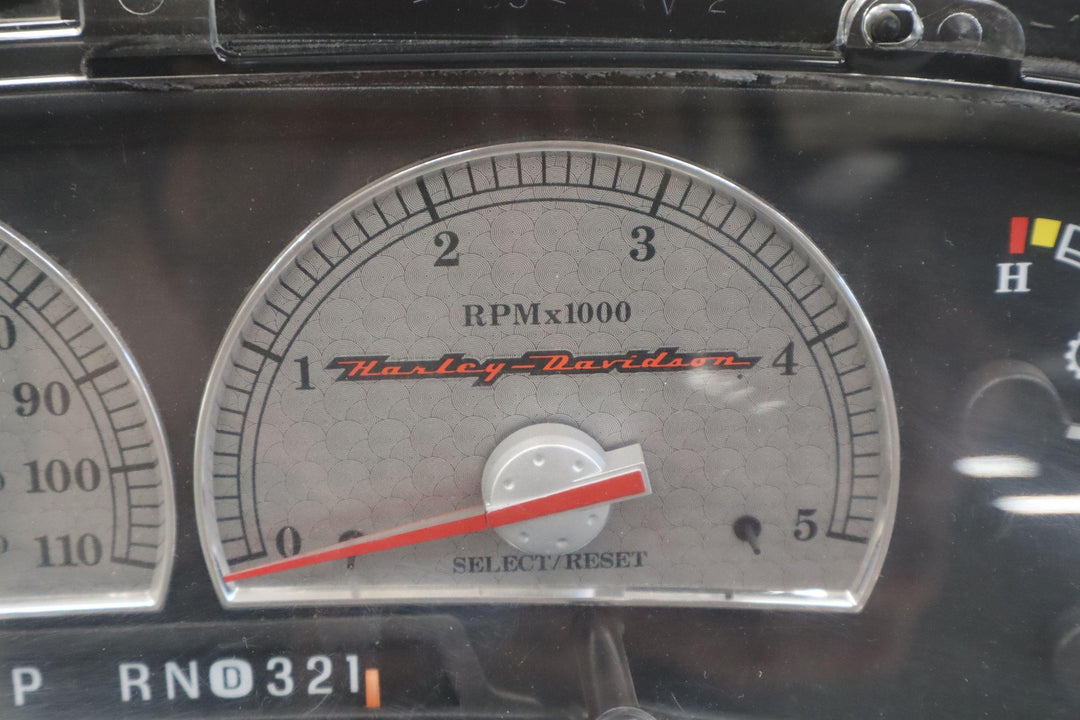 2
3
RPMx1000
H
1
Harley-Davidson
4
90
100
0
5
110
SELECT/RESET
P RND321